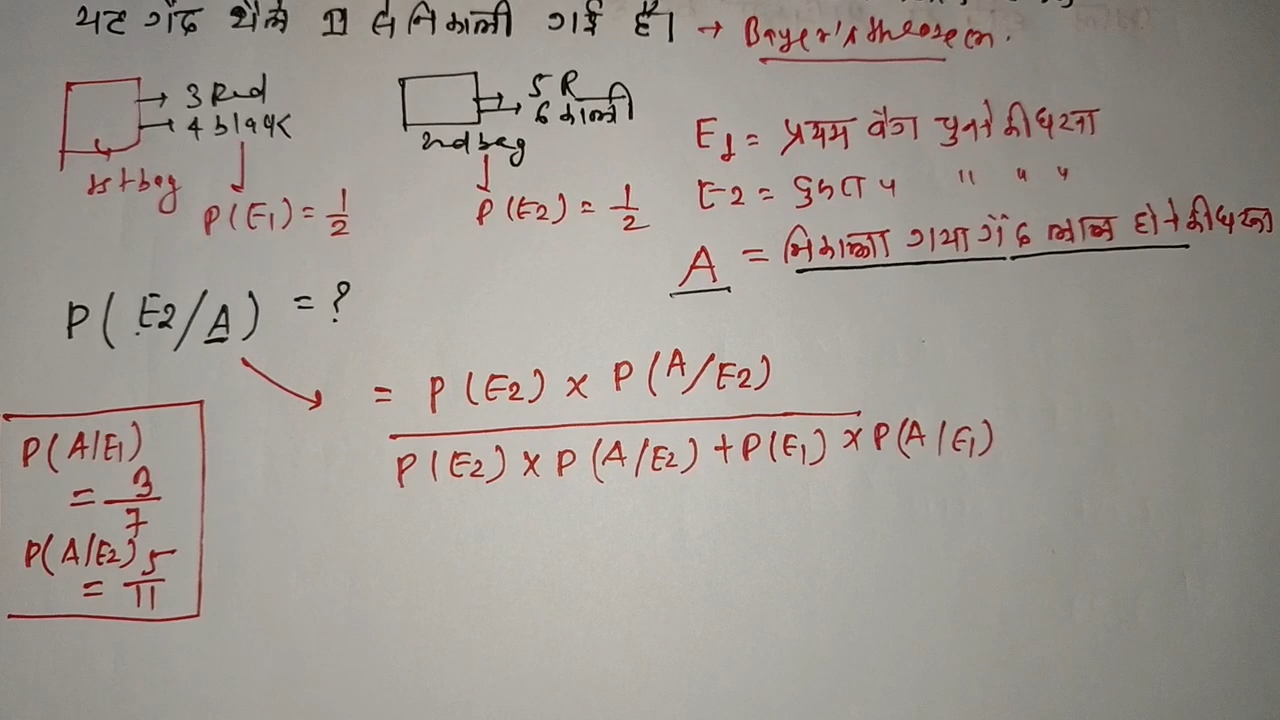 यह गेंद थैले II से निकाली गई है। → Bayer's theorem.
→ 3 Red
→ 4 black
1st bag
P(E₁) = 1/2
→ 5 R
→ 6 काली
2nd bag
P(E2) = 1/2
E1 = प्रथम बैग चुनने की घटना
E2 = दुसरा " " " "
A = निकाला गया गेंद लाल होने की घटना
P(E2/A) = ?
= P(E2) x P(A/E2)
P(E2) x P(A/E2) + P(E₁) x P(A/E₁)
P(A/E₁)
= 3/7
P(A/E2)
= 5/11